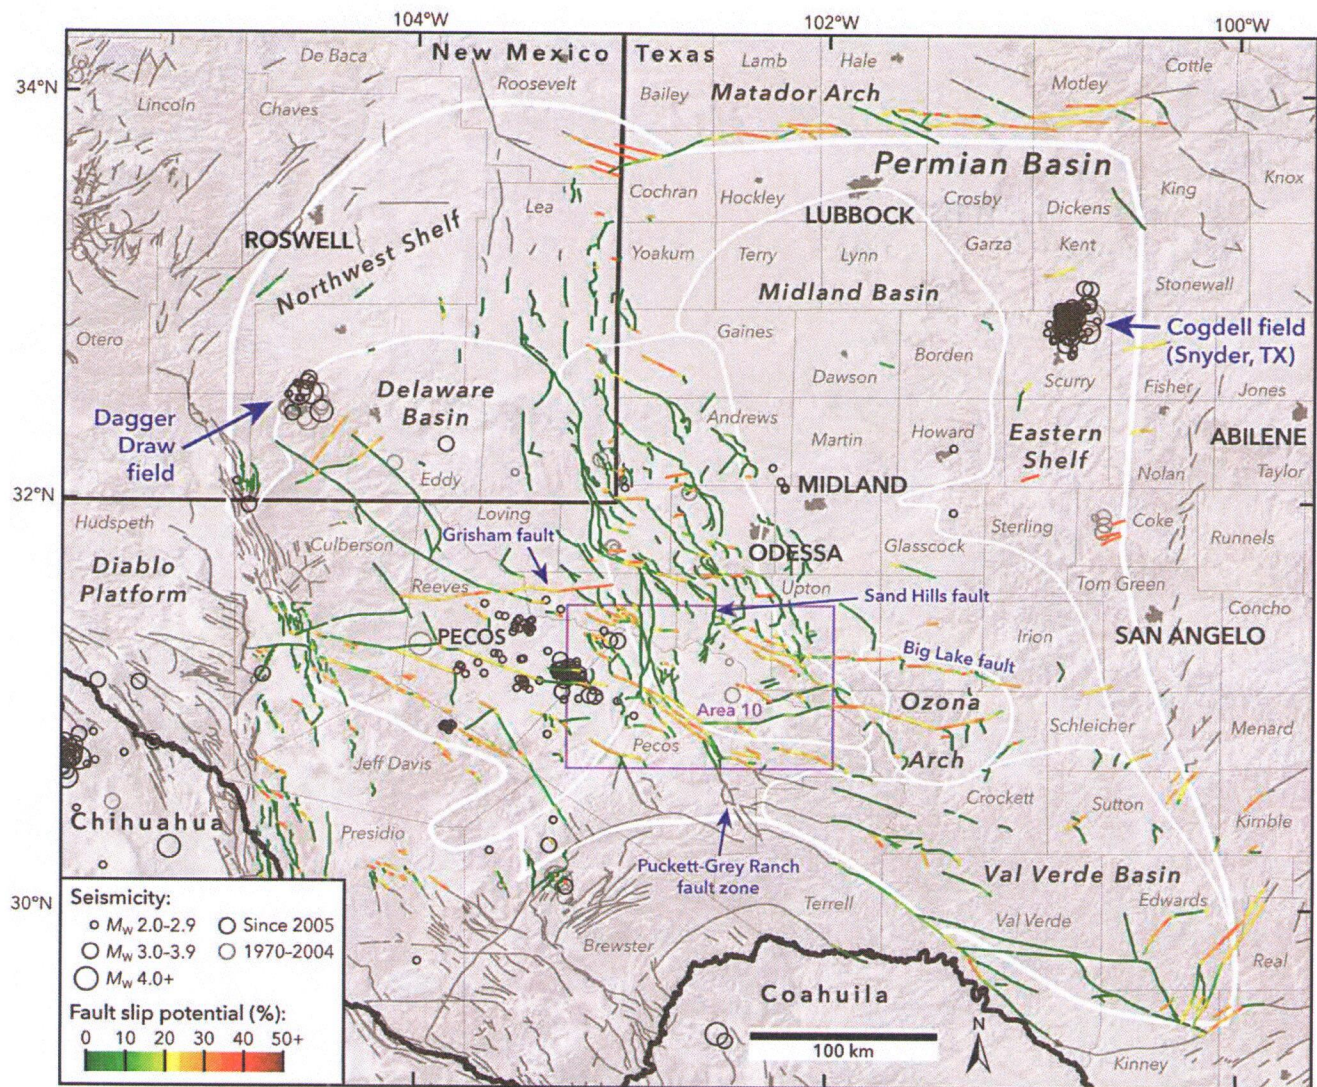 104°W
102°W
100°W
34°N
32°N
30°N
New Mexico
Texas
De Baca
Roosevelt
Lamb
Hale
Cottle
Motley
Lincoln
Chaves
Bailey
Matador Arch
Permian Basin
Cochran
Hockley
Crosby
Dickens
King
Knox
Lea
LUBBOCK
ROSWELL
Northwest Shelf
Yoakum
Terry
Lynn
Garza
Kent
Stonewall
Midland Basin
Otero
Gaines
Borden
Cogdell field
(Snyder, TX)
Dawson
Scurry
Fisher
Jones
Delaware
Basin
Dagger
Draw
field
Andrews
Martin
Howard
Eastern
Shelf
ABILENE
Nolan
Taylor
Eddy
MIDLAND
Hudspeth
Loving
Grisham fault
Culberson
ODESSA
Glasscock
Sterling
Coke
Runnels
Diablo
Platform
Reeves
Upton
Sand Hills fault
Tom Green
Concho
PECOS
Irion
SAN ANGELO
Big Lake fault
Area 10
Ozona
Arch
Schleicher
Menard
Pecos
Jeff Davis
Crockett
Sutton
Kimble
Chihuahua
Presidio
Puckett-Grey Ranch
fault zone
Val Verde Basin
Terrell
Val Verde
Edwards
Brewster
Real
Coahuila
Kinney
N
100 km
Seismicity:
Mw 2.0-2.9
Since 2005
Mw 3.0-3.9
1970-2004
Mw 4.0+
Fault slip potential (%):
0 10 20 30 40 50+